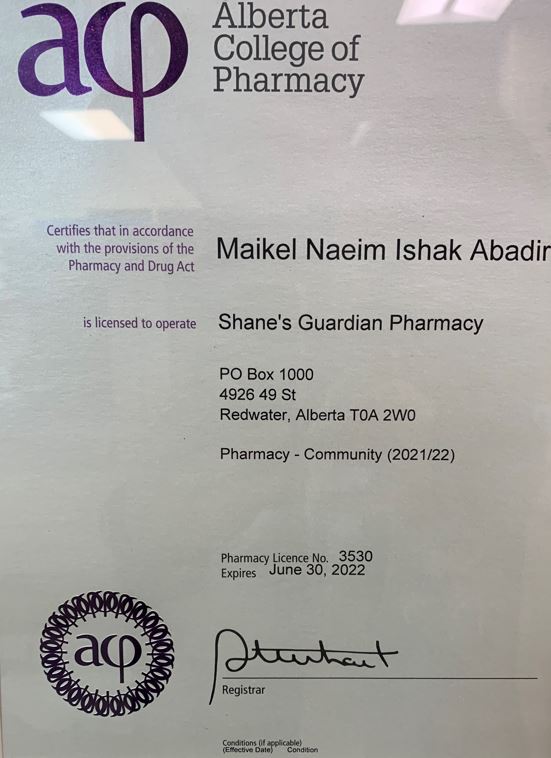 acp
Alberta
College of
Pharmacy
Certifies that in accordance
with the provisions of the
Pharmacy and Drug Act
Maikel Naeim Ishak Abadir
is licensed to operate
Shane's Guardian Pharmacy
PO Box 1000
4926 49 St
Redwater, Alberta T0A 2W0
Pharmacy - Community (2021/22)
Pharmacy Licence No. 3530
Expires June 30, 2022
acp
Registrar
Conditions (if applicable)
(Effective Date) Condition